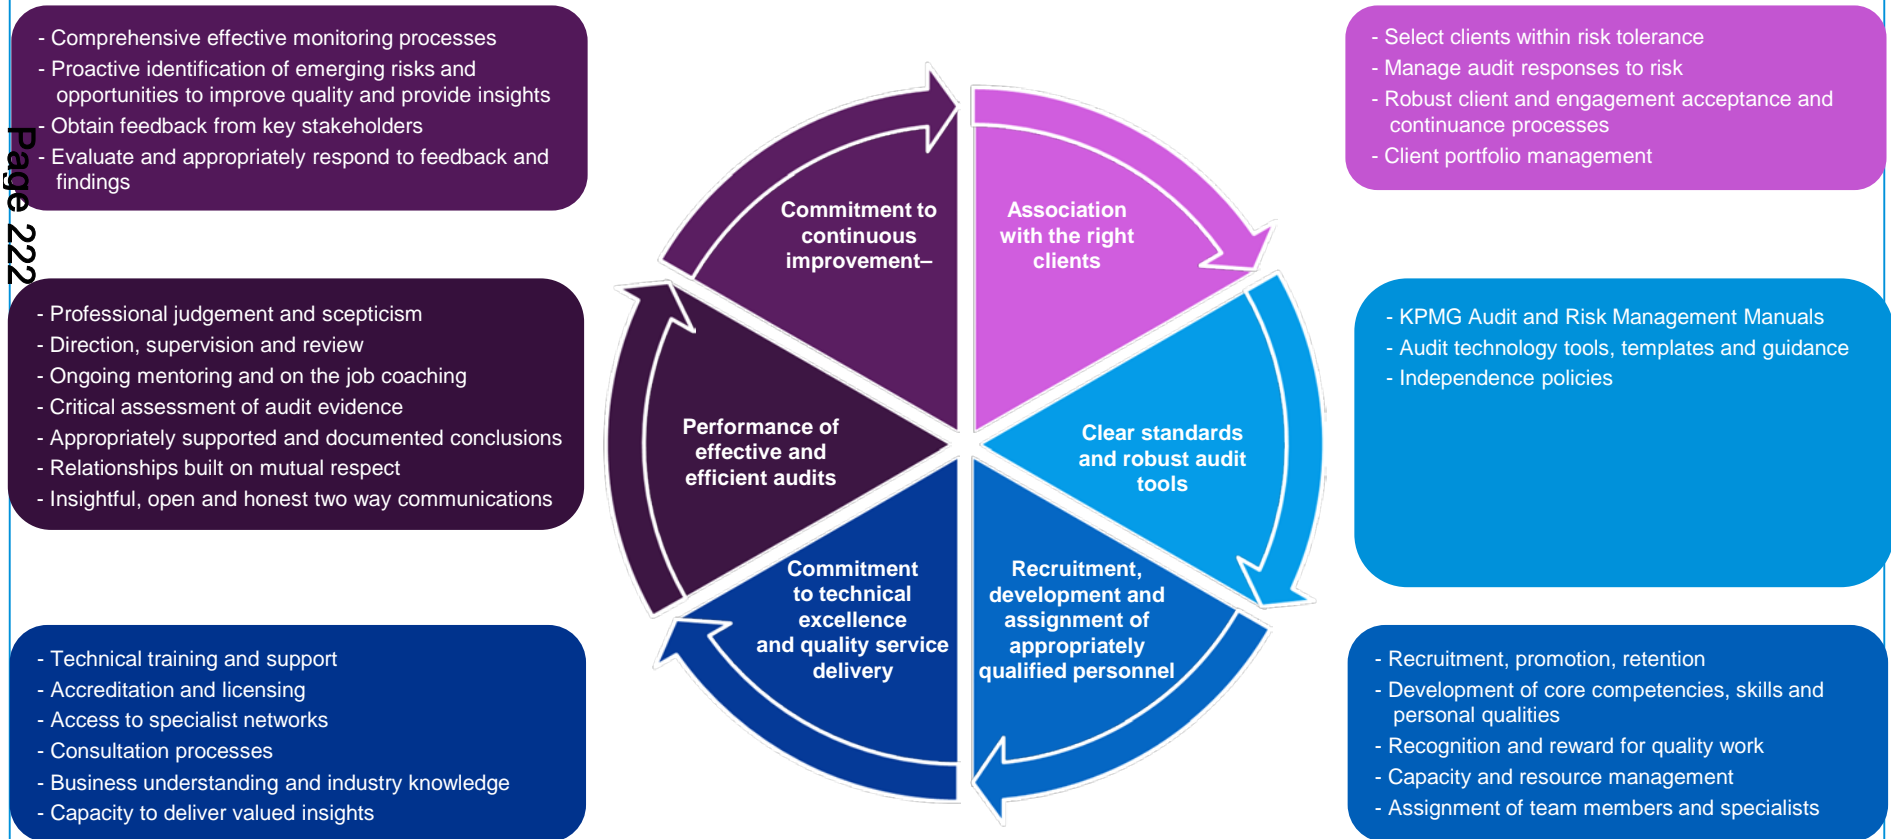 - Comprehensive effective monitoring processes
- Proactive identification of emerging risks and
opportunities to improve quality and provide insights
- Obtain feedback from key stakeholders
- Evaluate and appropriately respond to feedback and
findings
Page 222
- Professional judgement and scepticism
- Direction, supervision and review
- Ongoing mentoring and on the job coaching
- Critical assessment of audit evidence
- Appropriately supported and documented conclusions
- Relationships built on mutual respect
- Insightful, open and honest two way communications
- Technical training and support
- Accreditation and licensing
- Access to specialist networks
- Consultation processes
- Business understanding and industry knowledge
- Capacity to deliver valued insights
Commitment to
continuous
improvement–
Association
with the right
clients
Performance of
effective and
efficient audits
Clear standards
and robust audit
tools
Commitment
to technical
excellence
and quality service
delivery
Recruitment,
development and
assignment of
appropriately
qualified personnel
- Select clients within risk tolerance
- Manage audit responses to risk
- Robust client and engagement acceptance and
continuance processes
- Client portfolio management
- KPMG Audit and Risk Management Manuals
- Audit technology tools, templates and guidance
- Independence policies
- Recruitment, promotion, retention
- Development of core competencies, skills and
personal qualities
- Recognition and reward for quality work
- Capacity and resource management
- Assignment of team members and specialists